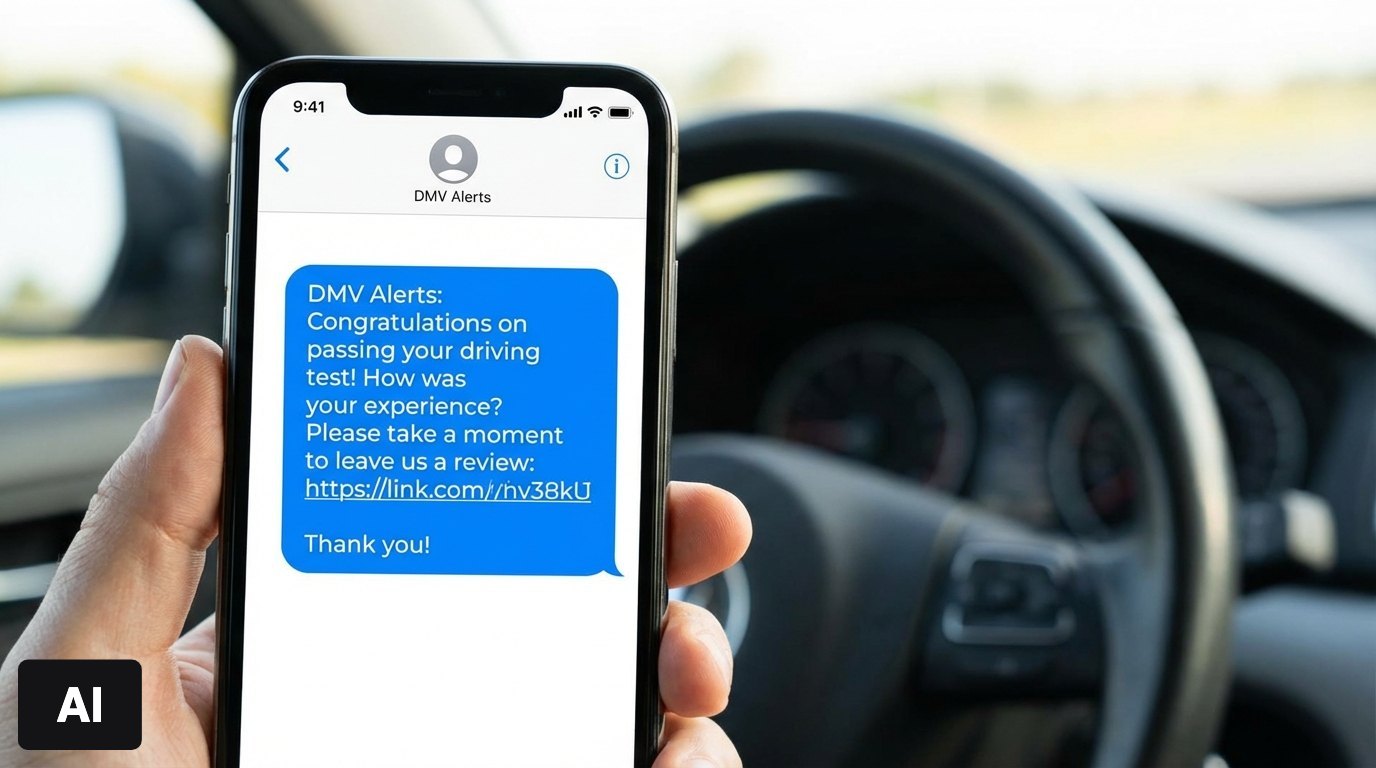 9:41
DMV Alerts
DMV Alerts:
Congratulations on
passing your driving
test! How was
your experience?
Please take a moment
to leave us a review:
Thank you!
AI